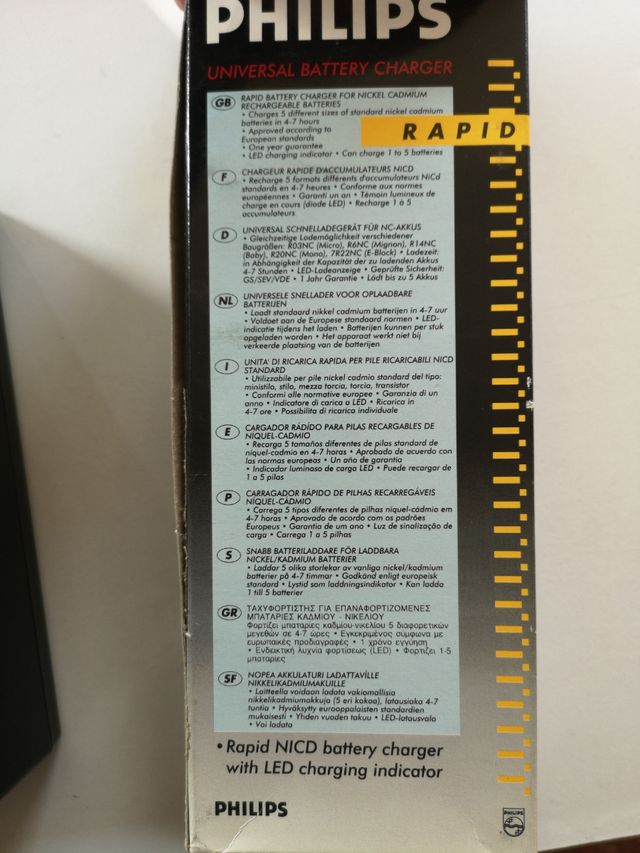 PHILIPS
UNIVERSAL BATTERY CHARGER
GB RAPID BATTERY CHARGER FOR NICKEL CADMIUM
RECHARGEABLE BATTERIES
• Charges 5 different sizes of standard nickel cadmium
batteries in 4-7 hours
• Approved according to
European standards
• One year guarantee
• LED charging indicator • Can charge 1 to 5 batteries
RAPID
F CHARGEUR RAPIDE D'ACCUMULATEURS NICD
• Recharge 5 formats différents d'accumulateurs NiCd
standards en 4-7 heures • Conforme aux normes
européennes • Garanti un an • Témoin lumineux de
charge en cours (diode LED) • Recharge 1 à 5
accumulateurs
D UNIVERSAL SCHNELLADEGERÄT FÜR NC-AKKUS
• Gleichzeitige Lademöglichkeit verschiedener
Baugrößen: R03NC (Micro), R6NC (Mignon), R14NC
(Baby), R20NC (Mono), 7R22NC (E-Block) • Ladezeit:
in Abhängigkeit der Kapazität der zu ladenden Akkus
4-7 Stunden • LED-Ladeanzeige • Geprüfte Sicherheit:
GS/SEV/VDE • 1 Jahr Garantie • Lädt bis zu 5 Akkus
NL UNIVERSELE SNELLADER VOOR OPLAADBARE
BATTERIJEN
• Laadt standaard nikkel cadmium batterijen in 4-7 uur
• Voldoet aan de Europese standaard normen • LED-
indicatie tijdens het laden • Batterijen kunnen per stuk
opgeladen worden • Het apparaat werkt niet bij
verkeerde plaatsing van de batterijen
I UNITA' DI RICARICA RAPIDA PER PILE RICARICABILI NICD
STANDARD
• Utilizzabile per pile nickel cadmio standard del tipo:
ministilo, stilo, mezza torcia, torcia, transistor
• Conformi alle normative europee • Garanzia di un
anno • Indicatore di carica a LED • Ricarica in
4-7 ore • Possibilita di ricarica individuale
E CARGADOR RÁDIDO PARA PILAS RECARGABLES DE
NÍQUEL-CADMIO
• Recarga 5 tamaños diferentes de pilas standard de
níquel-cadmio en 4-7 horas • Aprobado de acuerdo con
las normas europeas • Un año de garantía
• Indicador luminoso de carga LED • Puede recargar de
1 a 5 pilas
P CARRAGADOR RÁPIDO DE PILHAS RECARREGÁVEIS
NÍQUEL-CÁDMIO
• Carrega 5 tipos diferentes de pilhas níquel-cádmio em
4-7 horas • Aprovado de acordo com os padrões
Europeus • Garantia de um ano • Luz de sinalização de
carga • Carrega 1 a 5 pilhas
S SNABB BATTERILADDARE FÖR LADDBARA
NICKEL/KADMIUM BATTERIER
• Laddar 5 olika storlekar av vanliga nickel/kadmium
batterier på 4-7 timmar • Godkänd enligt europeisk
standard • Lystid som laddningsindikator • Kan ladda
1 till 5 batterier
GR ΤΑΧΥΦΟΡΤΙΣΤΗΣ ΓΙΑ ΕΠΑΝΑΦΟΡΤΙΖΟΜΕΝΕΣ
ΜΠΑΤΑΡΙΕΣ ΚΑΔΜΙΟΥ - ΝΙΚΕΛΙΟΥ
Φορτίζει μπαταρίες καδμίου-νικελίου 5 διαφορετικών
μεγεθών σε 4-7 ώρες • Εγκεκριμένος σύμφωνα με
ευρωπαϊκές προδιαγραφές • 1 χρόνο εγγύηση
• Ενδεικτική λυχνία φορτίσεως (LED) • Φορτίζει 1-5
μπαταρίες
SF NOPEA AKKULATURI LADATTAVILLE
NIKKELIKADMIUMAKUILLE
• Laitteella voidaan ladata vakiomallisia
nikkelikadmiumakkuja (5 eri kokoa), latausaika 4-7
tuntia • Hyväksytty eurooppalaisten standardien
mukaisesti • Yhden vuoden takuu • LED-latausvalo
• Voi ladata
• Rapid NICD battery charger
with LED charging indicator
PHILIPS
PHILIPS